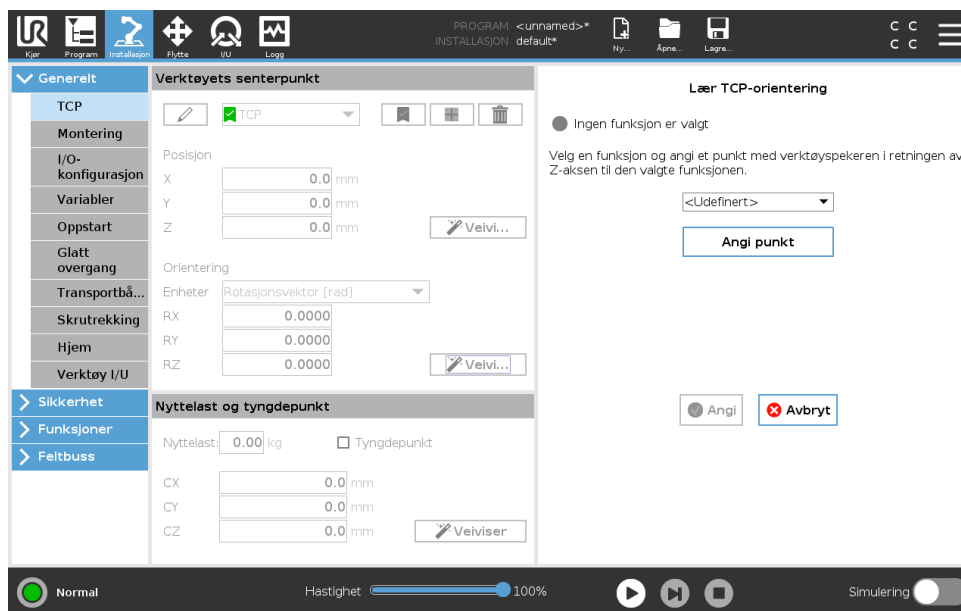 PROGRAM <unnamed>*
INSTALLASJON default*
UR
Kjør Program Installasjon Flytte I/U Logg Ny... Åpne... Lagre...
C C
C C
Generelt
TCP
Montering
I/O-
konfigurasjon
Variabler
Oppstart
Glatt
overgang
Transportbå...
Skrutrekking
Hjem
Verktøy I/U
Sikkerhet
Funksjoner
Feltbuss
Verktøyets senterpunkt
TCP
Posisjon
X 0.0 mm
Y 0.0 mm
Z 0.0 mm Veivi...
Orientering
Enheter Rotasjonsvektor [rad]
RX 0.0000
RY 0.0000
RZ 0.0000 Veivi...
Nyttelast og tyngdepunkt
Nyttelast: 0.00 kg Tyngdepunkt
CX 0.0 mm
CY 0.0 mm
CZ 0.0 mm Veiviser
Lær TCP-orientering
Ingen funksjon er valgt
Velg en funksjon og angi et punkt med verktøyspekeren i retningen av
Z-aksen til den valgte funksjonen.
<Udefinert>
Angi punkt
Angi Avbryt
Normal Hastighet 100% Simulering